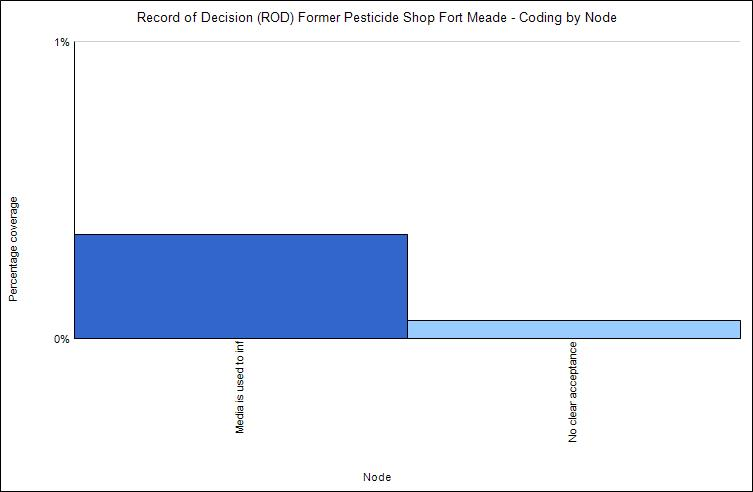 Record of Decision (ROD) Former Pesticide Shop Fort Meade - Coding by Node
1%
Percentage coverage
0%
Media is used to inf
No clear acceptance
Node